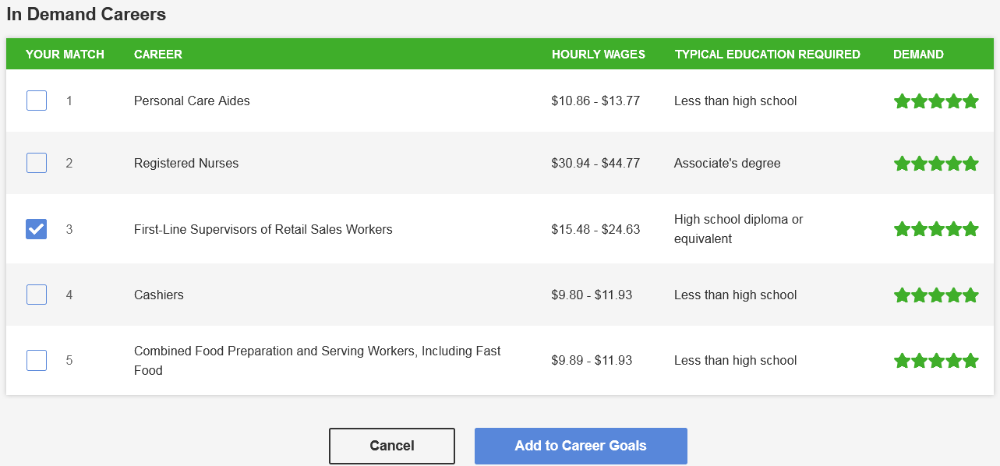 In Demand Careers
YOUR MATCH CAREER HOURLY WAGES TYPICAL EDUCATION REQUIRED DEMAND
1 Personal Care Aides $10.86 - $13.77 Less than high school
2 Registered Nurses $30.94 - $44.77 Associate's degree
3 First-Line Supervisors of Retail Sales Workers $15.48 - $24.63 High school diploma or
equivalent
4 Cashiers $9.80 - $11.93 Less than high school
5 Combined Food Preparation and Serving Workers, Including Fast
Food $9.89 - $11.93 Less than high school
Cancel Add to Career Goals